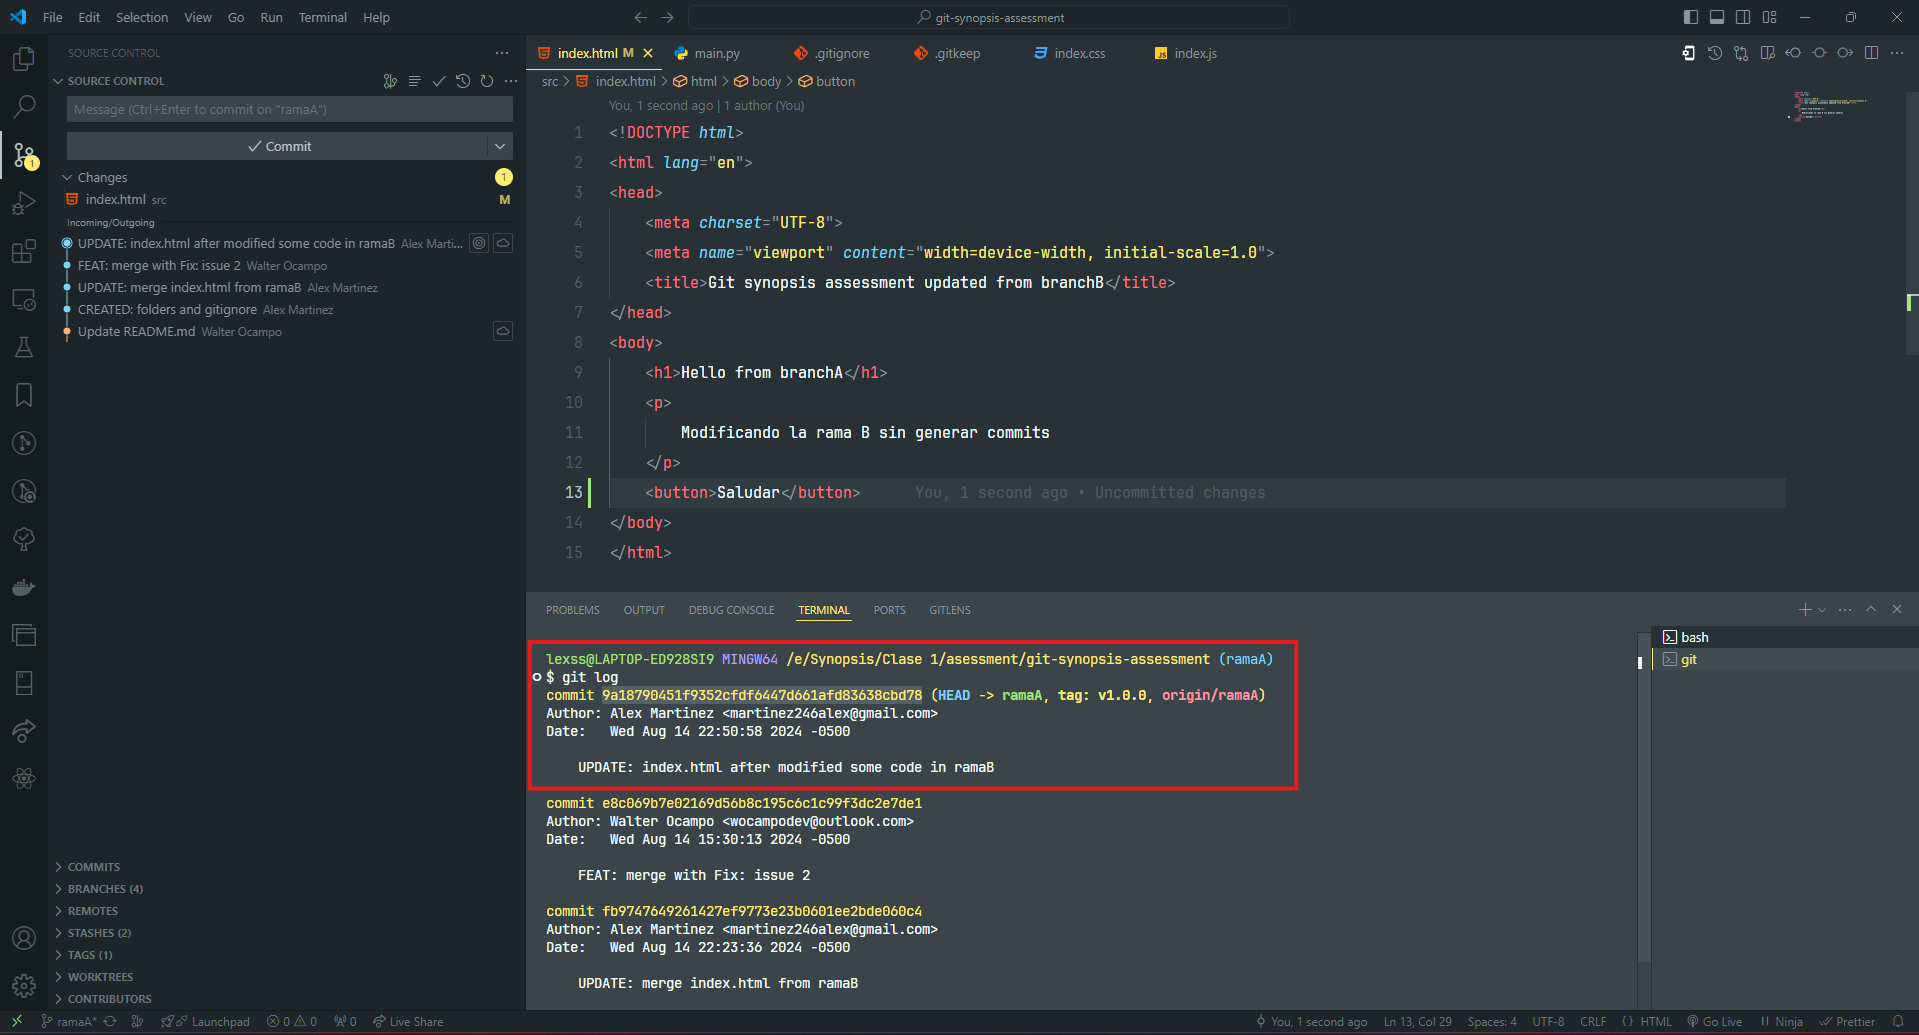 File Edit Selection View Go Run Terminal Help
git-synopsis-assessment
SOURCE CONTROL
SOURCE CONTROL
Message (Ctrl+Enter to commit on "ramaA")
Commit
Changes 1
index.html src M
Incoming/Outgoing
UPDATE: index.html after modified some code in ramaB Alex Marti...
FEAT: merge with Fix: issue 2 Walter Ocampo
UPDATE: merge index.html from ramaB Alex Martinez
CREATED: folders and gitignore Alex Martinez
Update README.md Walter Ocampo
COMMITS
BRANCHES (4)
REMOTES
STASHES (2)
TAGS (1)
WORKTREES
CONTRIBUTORS
1
index.html M main.py .gitignore .gitkeep index.css JS index.js
src > index.html > html > body > button
You, 1 second ago | 1 author (You)
1 <!DOCTYPE html>
2 <html lang="en">
3 <head>
4 <meta charset="UTF-8">
5 <meta name="viewport" content="width=device-width, initial-scale=1.0">
6 <title>Git synopsis assessment updated from branchB</title>
7 </head>
8 <body>
9 <h1>Hello from branchA</h1>
10 <p>
11 Modificando la rama B sin generar commits
12 </p>
13 <button>Saludar</button> You, 1 second ago • Uncommitted changes
14 </body>
15 </html>
PROBLEMS OUTPUT DEBUG CONSOLE TERMINAL PORTS GITLENS
lexss@LAPTOP-ED928SI9 MINGW64 /e/Synopsis/Clase 1/asessment/git-synopsis-assessment (ramaA)
$ git log
commit 9a18790451f9352cfdf6447d661afd83638cbd78 (HEAD -> ramaA, tag: v1.0.0, origin/ramaA)
Author: Alex Martinez <martinez246alex@gmail.com>
Date: Wed Aug 14 22:50:58 2024 -0500
UPDATE: index.html after modified some code in ramaB
commit e8c069b7e02169d56b8c195c6c1c99f3dc2e7de1
Author: Walter Ocampo <wocampodev@outlook.com>
Date: Wed Aug 14 15:30:13 2024 -0500
FEAT: merge with Fix: issue 2
commit fb9747649261427ef9773e23b0601ee2bde060c4
Author: Alex Martinez <martinez246alex@gmail.com>
Date: Wed Aug 14 22:23:36 2024 -0500
UPDATE: merge index.html from ramaB
bash
git
ramaA* Launchpad 0 0 0 Live Share
You, 1 second ago Ln 13, Col 29 Spaces: 4 UTF-8 CRLF {} HTML Go Live Ninja Prettier